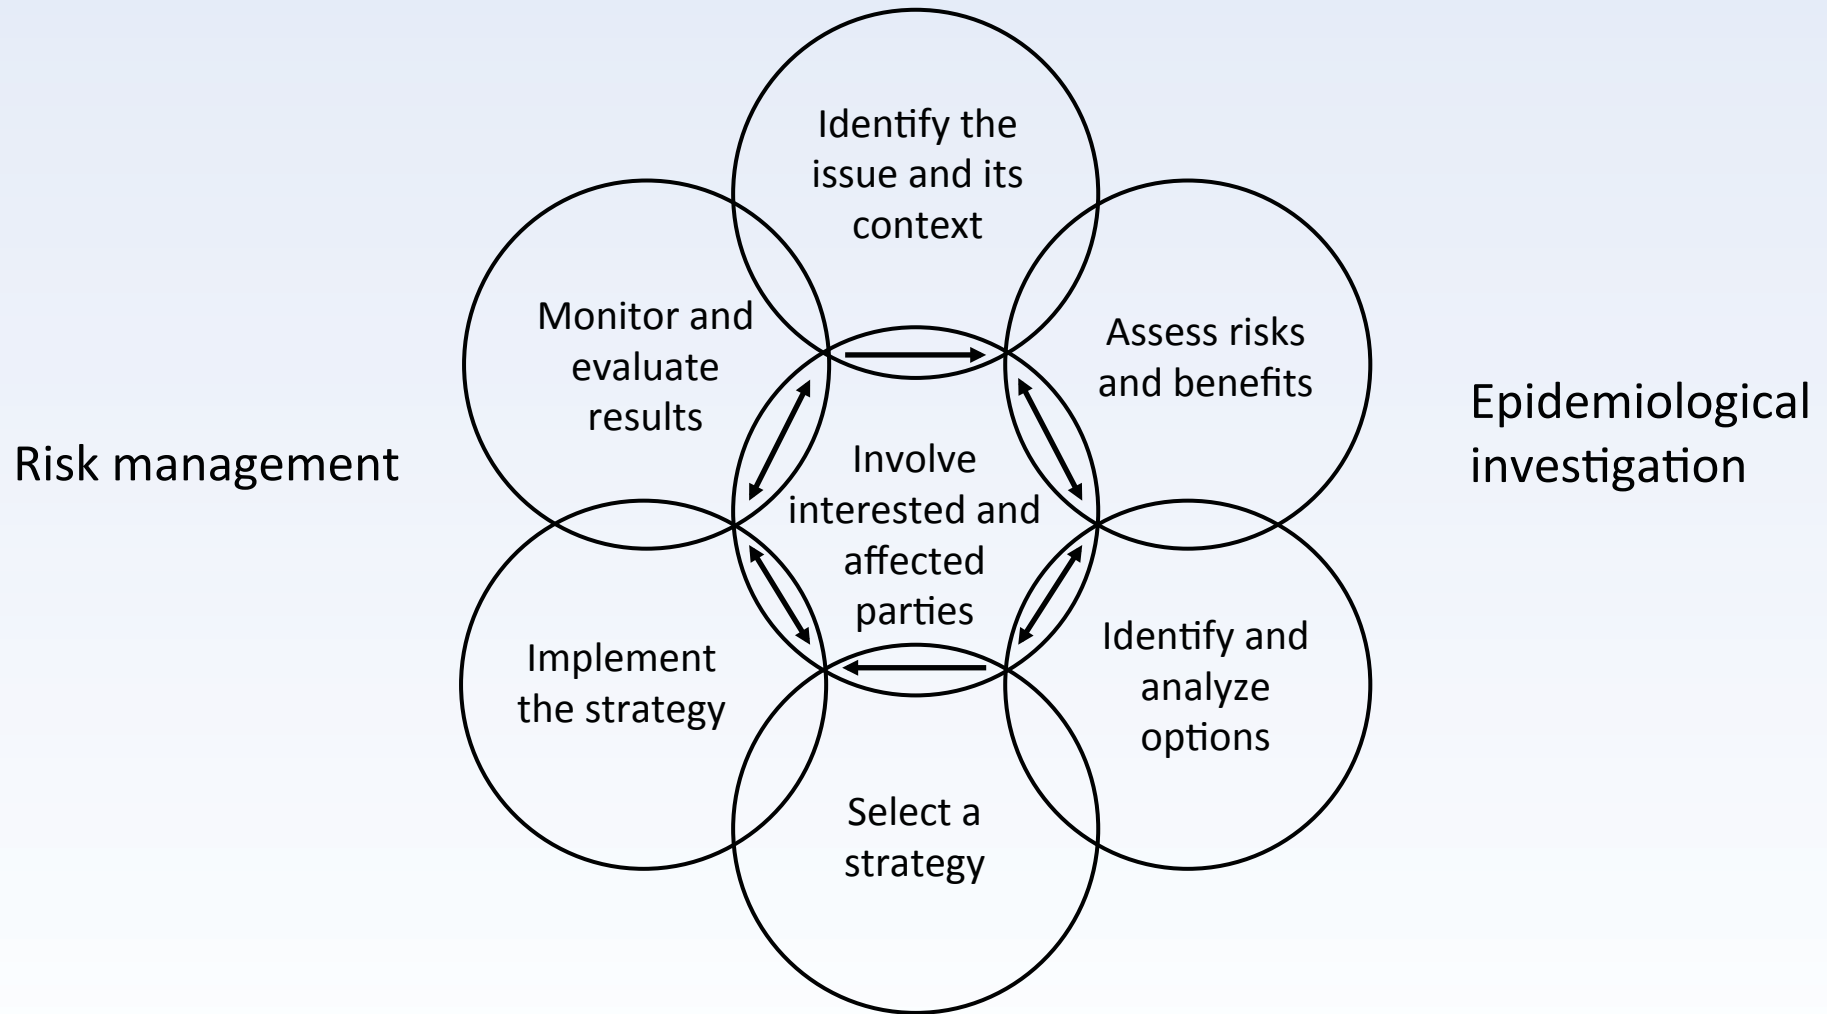 Identify the
issue and its
context
Monitor and
evaluate
results
Assess risks
and benefits
Risk management
Epidemiological
investigation
Involve
interested and
affected
parties
Implement
the strategy
Identify and
analyze
options
Select a
strategy